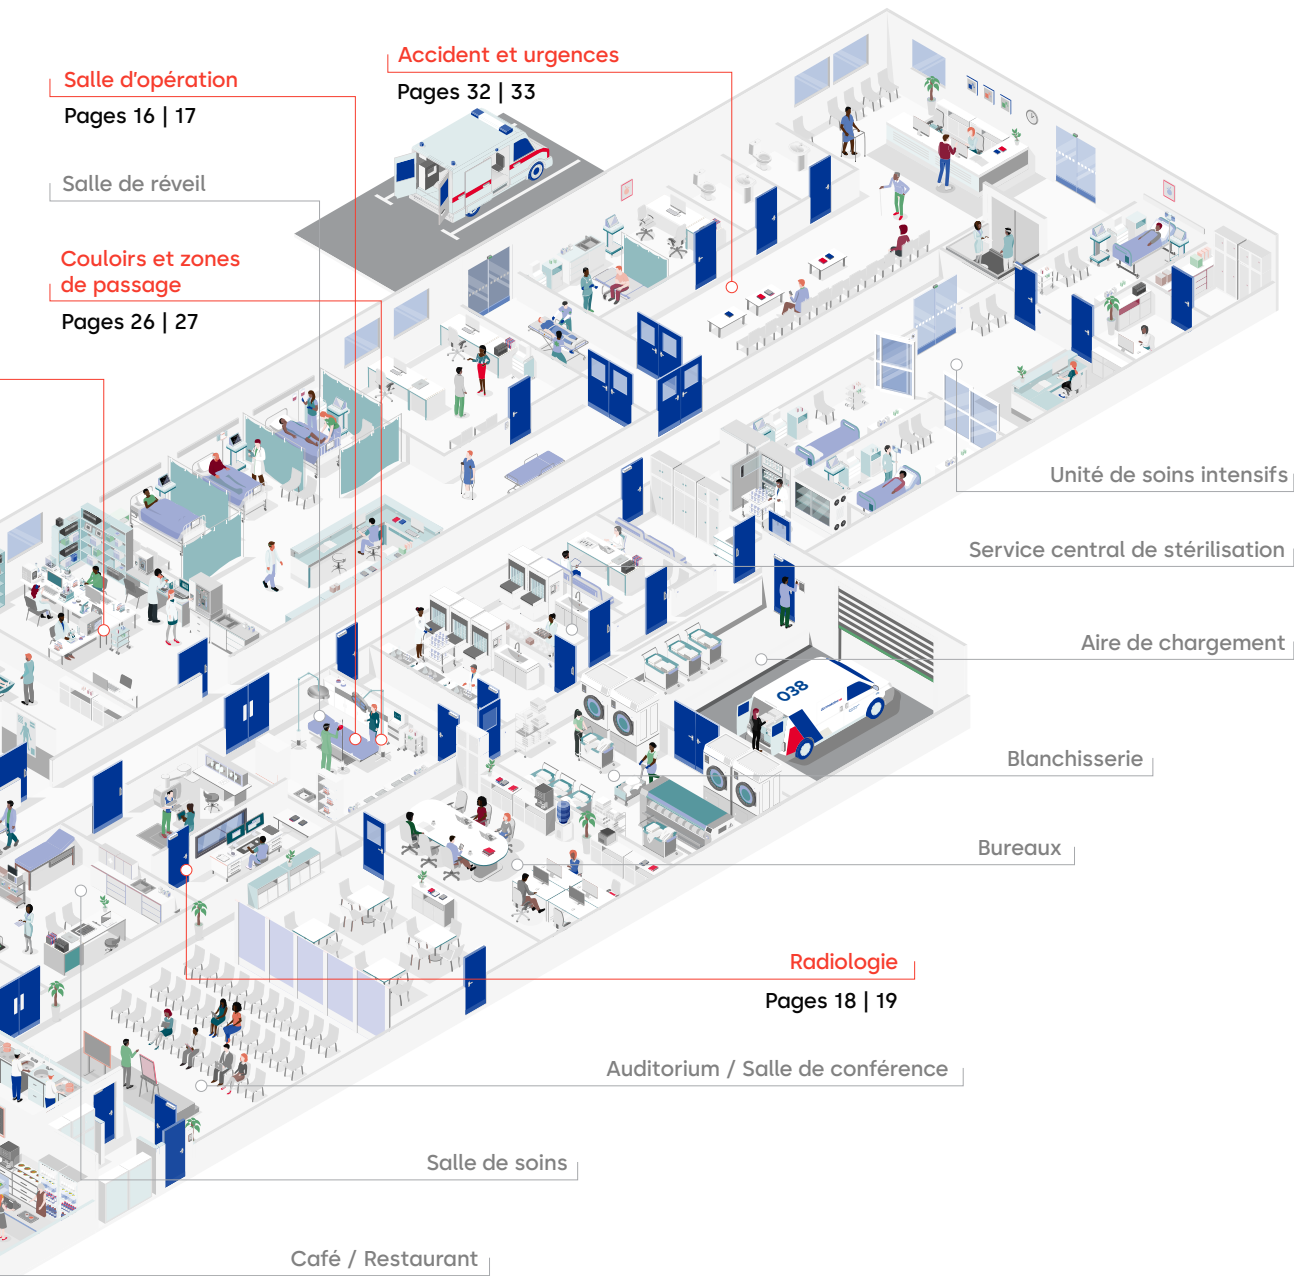 Accident et urgences
Pages 32 | 33
Salle d'opération
Pages 16 | 17
Salle de réveil
Couloirs et zones
de passage
Pages 26 | 27
Unité de soins intensifs
Service central de stérilisation
Aire de chargement
038
Blanchisserie
Bureaux
Radiologie
Pages 18 | 19
Auditorium / Salle de conférence
Salle de soins
Café / Restaurant